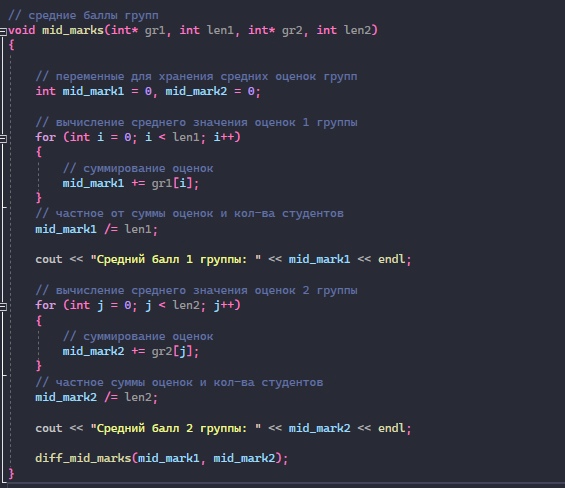 // средние баллы групп
void mid_marks(int* gr1, int len1, int* gr2, int len2)
{
// переменные для хранения средних оценок групп
int mid_mark1 = 0, mid_mark2 = 0;
// вычисление среднего значения оценок 1 группы
for (int i = 0; i < len1; i++)
{
// суммирование оценок
mid_mark1 += gr1[i];
}
// частное от суммы оценок и кол-ва студентов
mid_mark1 /= len1;
cout << "Средний балл 1 группы: " << mid_mark1 << endl;
// вычисление среднего значения оценок 2 группы
for (int j = 0; j < len2; j++)
{
// суммирование оценок
mid_mark2 += gr2[j];
}
// частное суммы оценок и кол-ва студентов
mid_mark2 /= len2;
cout << "Средний балл 2 группы: " << mid_mark2 << endl;
diff_mid_marks(mid_mark1, mid_mark2);
}